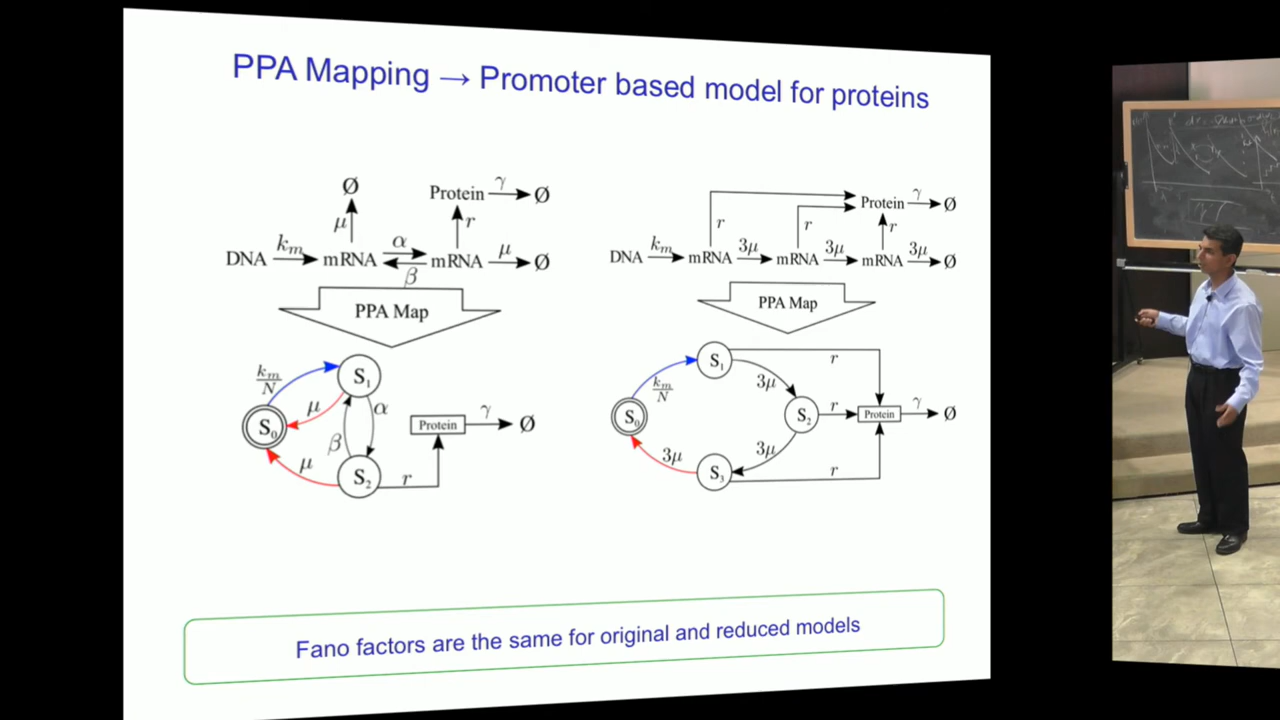 PPA Mapping → Promoter based model for proteins
Ø
μ
Protein γ Ø
r
DNA k_m mRNA α β mRNA μ Ø
PPA Map
k_m/N
S₀
S₁
μ
α
β
μ
S₂
r
Protein γ Ø
r
r
Protein γ Ø
r
DNA k_m mRNA 3μ mRNA 3μ mRNA 3μ Ø
PPA Map
k_m/N
S₀
S₁
r
3μ
S₂
r
Protein γ Ø
3μ
3μ
S₃
r
Fano factors are the same for original and reduced models